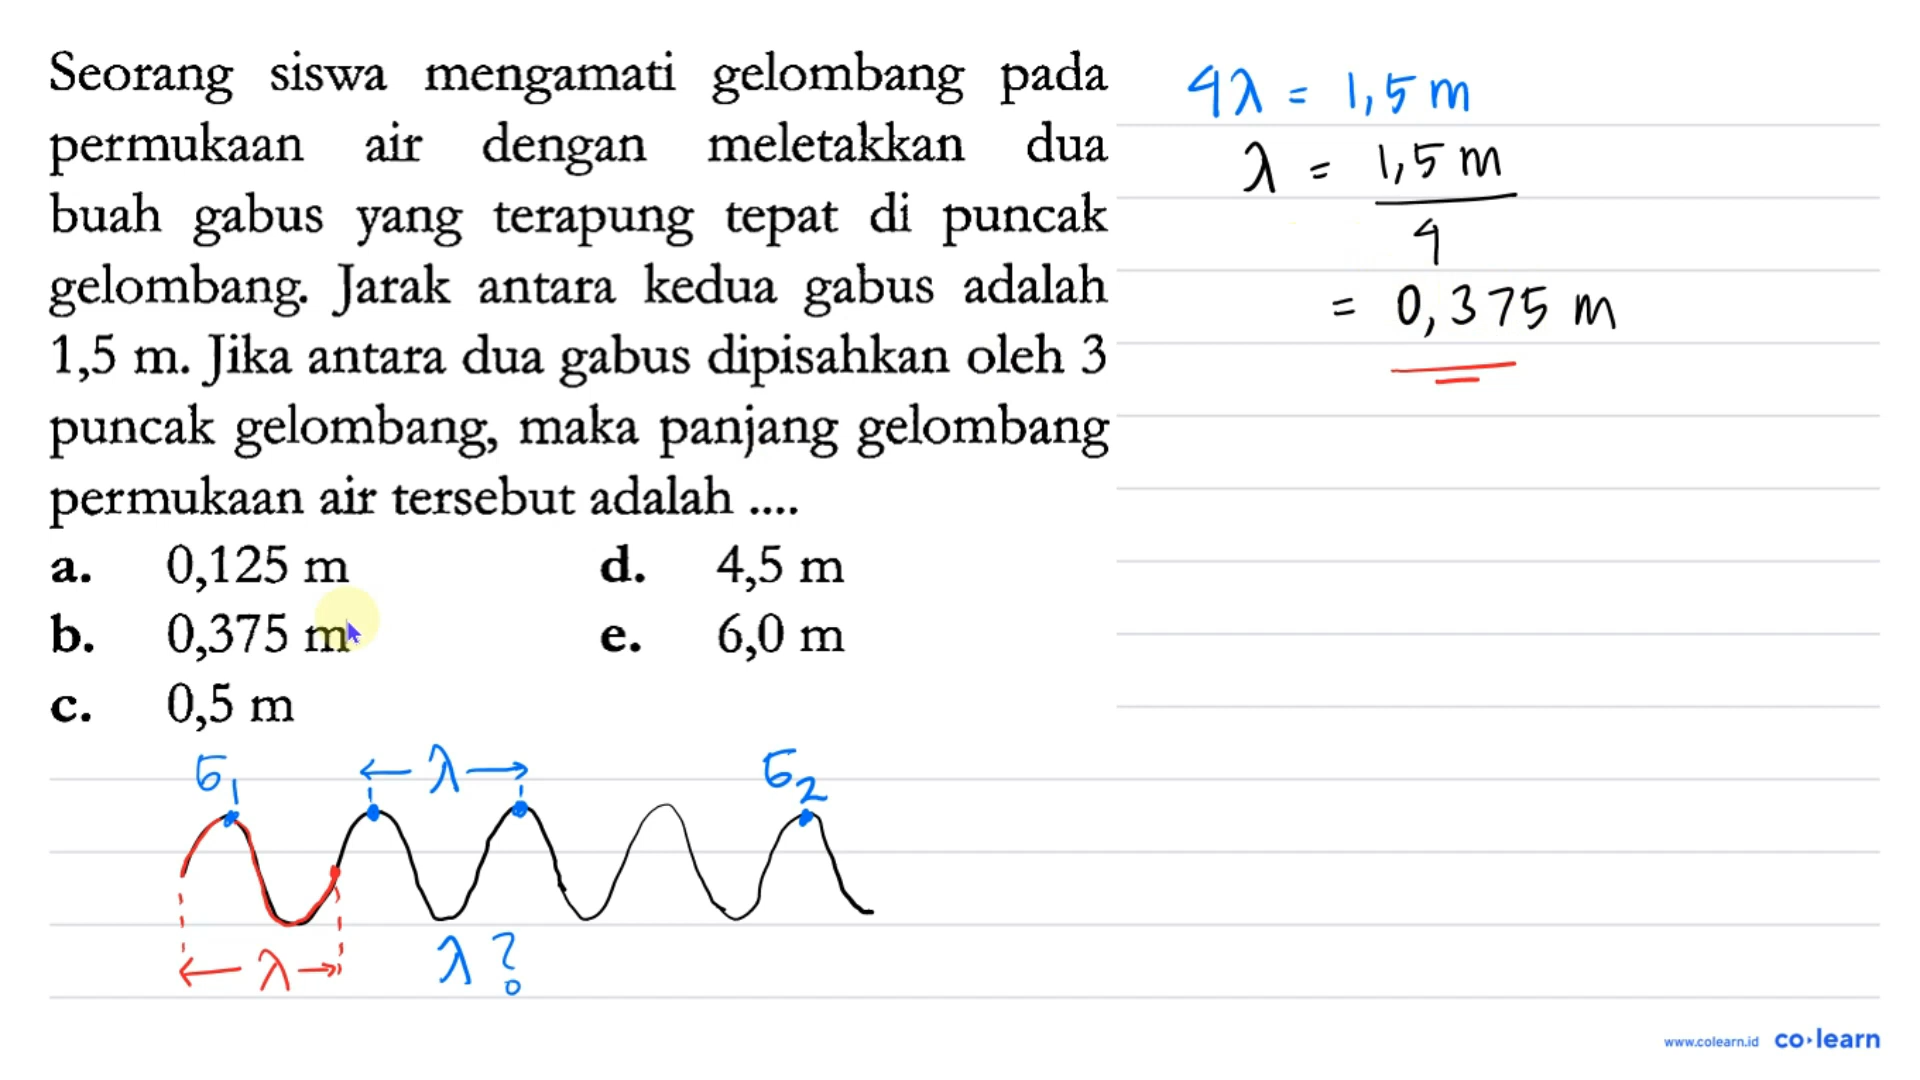 Seorang siswa mengamati gelombang pada
permukaan air dengan meletakkan dua
buah gabus yang terapung tepat di puncak
gelombang. Jarak antara kedua gabus adalah
1,5 m. Jika antara dua gabus dipisahkan oleh 3
puncak gelombang, maka panjang gelombang
permukaan air tersebut adalah ....
a. 0,125 m
b. 0,375 m
c. 0,5 m
d. 4,5 m
e. 6,0 m
4λ = 1,5 m
λ = 1,5 m
4
= 0,375 m
G1
← λ →
G2
← λ →
λ ?
www.colearn.id co learn